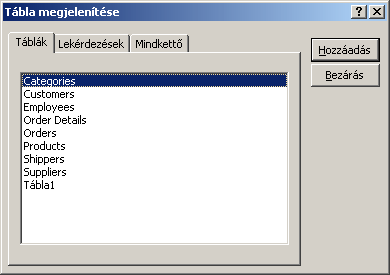 Tábla megjelenítése
Táblák
Lekérdezések
Mindkettő
Hozzáadás
Bezárás
Categories
Customers
Employees
Order Details
Orders
Products
Shippers
Suppliers
Tábla1